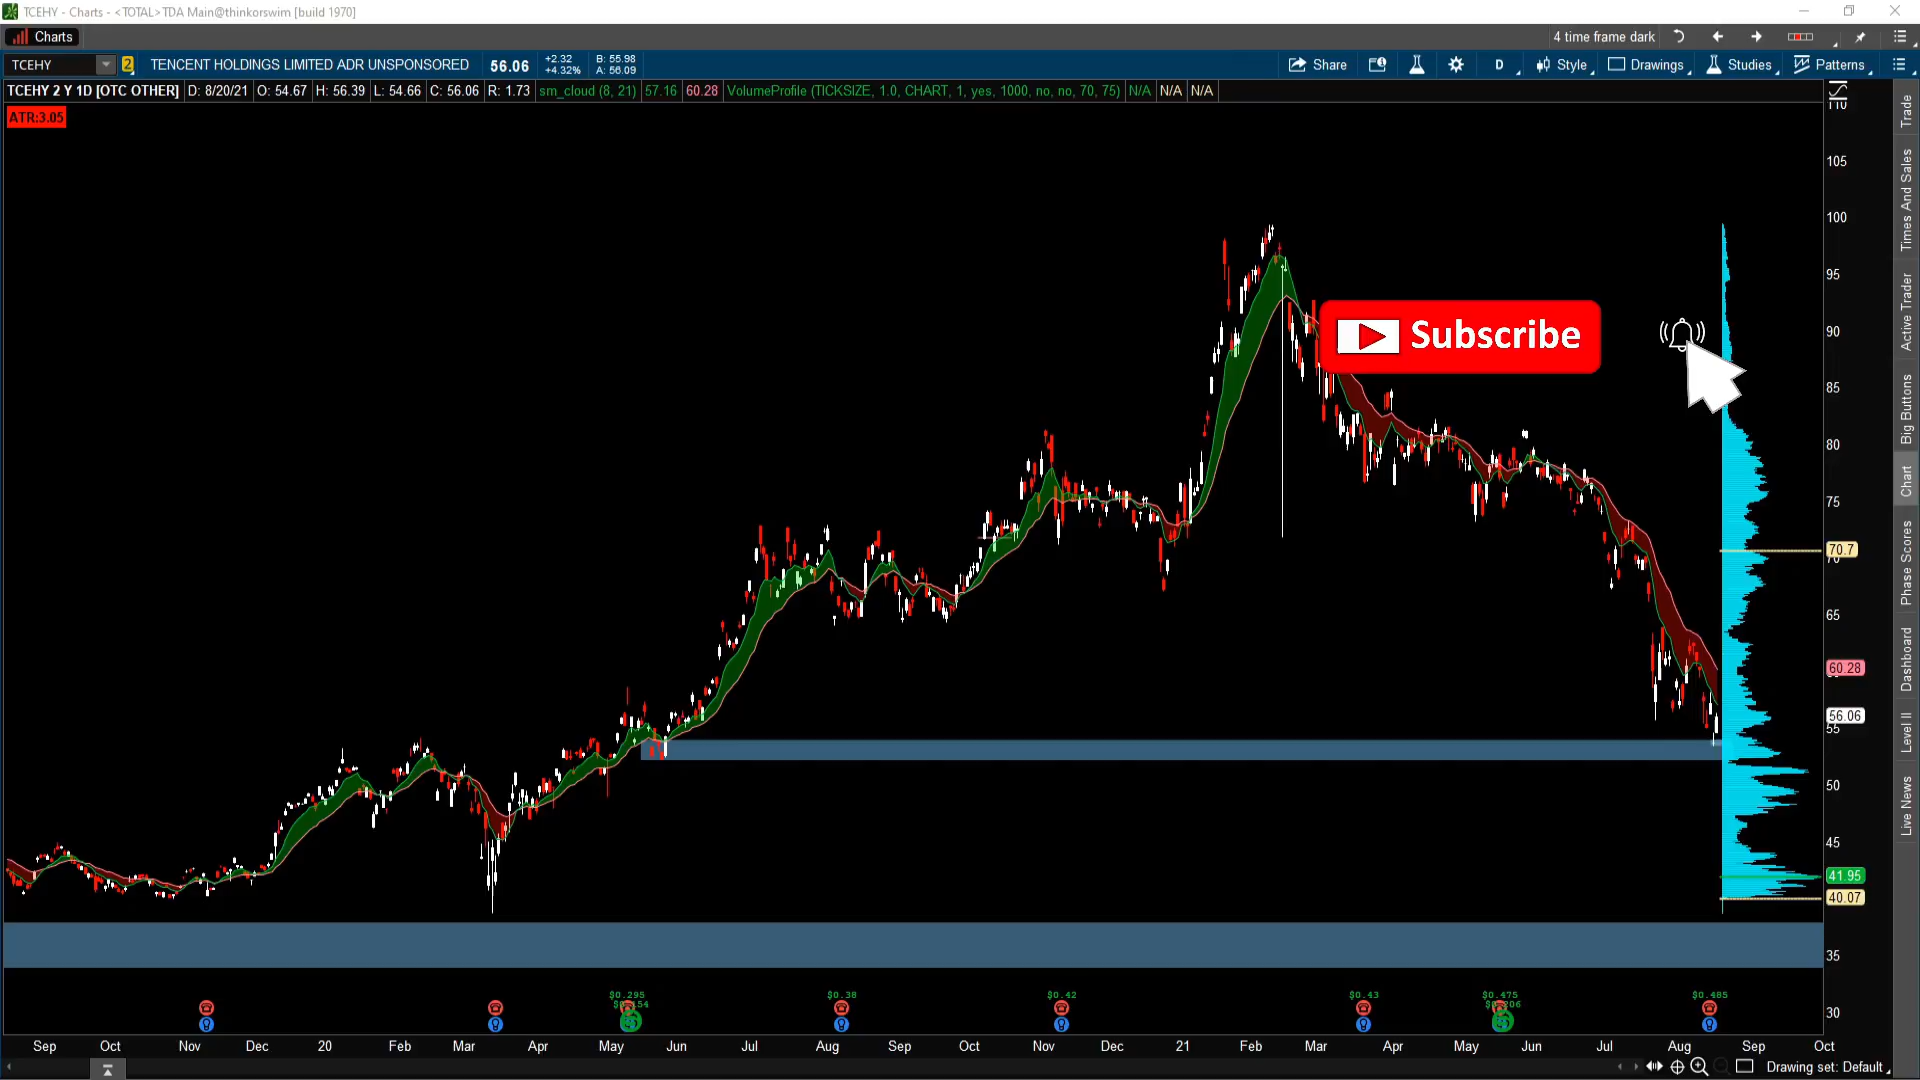 TCEHY - Charts - <TOTAL>TDA Main@thinkorswim [build 1970]
Charts
4 time frame dark
TCEHY
2
TENCENT HOLDINGS LIMITED ADR UNSPONSORED
56.06
+2.32
+4.32%
B: 55.98
A: 56.09
Share
D
Style
Drawings
Studies
Patterns
TCEHY 2 Y 1D [OTC OTHER]
D: 8/20/21
O: 54.67
H: 56.39
L: 54.66
C: 56.06
R: 1.73
sm_cloud (8, 21)
57.16
60.28
VolumeProfile (TICKSIZE, 1.0, CHART, 1, yes, 1000, no, no, 70, 75)
N/A
N/A
N/A
ATR:3.05
Subscribe
110
105
100
95
90
85
80
75
70.7
70
65
60.28
56.06
55
50
45
41.95
40.07
35
30
Trade
Times And Sales
Active Trader
Big Buttons
Chart
Phase Scores
Dashboard
Level II
Live News
$0.295
$0.38
$0.42
$0.43
$0.475
$0.485
Sep
Oct
Nov
Dec
20
Feb
Mar
Apr
May
Jun
Jul
Aug
Sep
Oct
Nov
Dec
21
Feb
Mar
Apr
May
Jun
Jul
Aug
Sep
Oct
Drawing set: Default